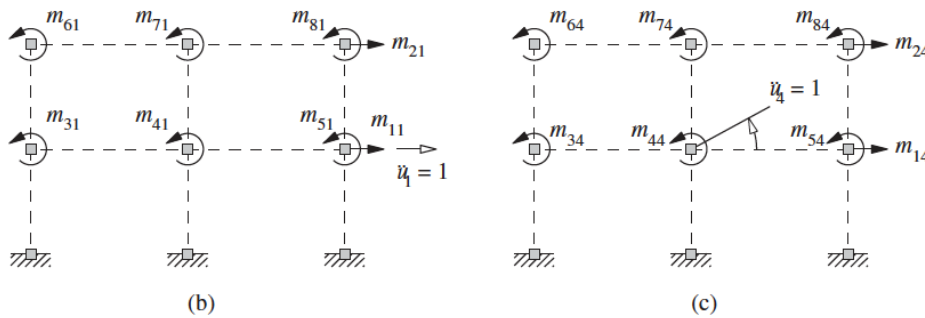 m61 m71 m81 m21
m64 m74 m84 m24
ü4 = 1
m31 m41 m51 m11
m34 m44 m54 m14
ü1 = 1
(b) (c)